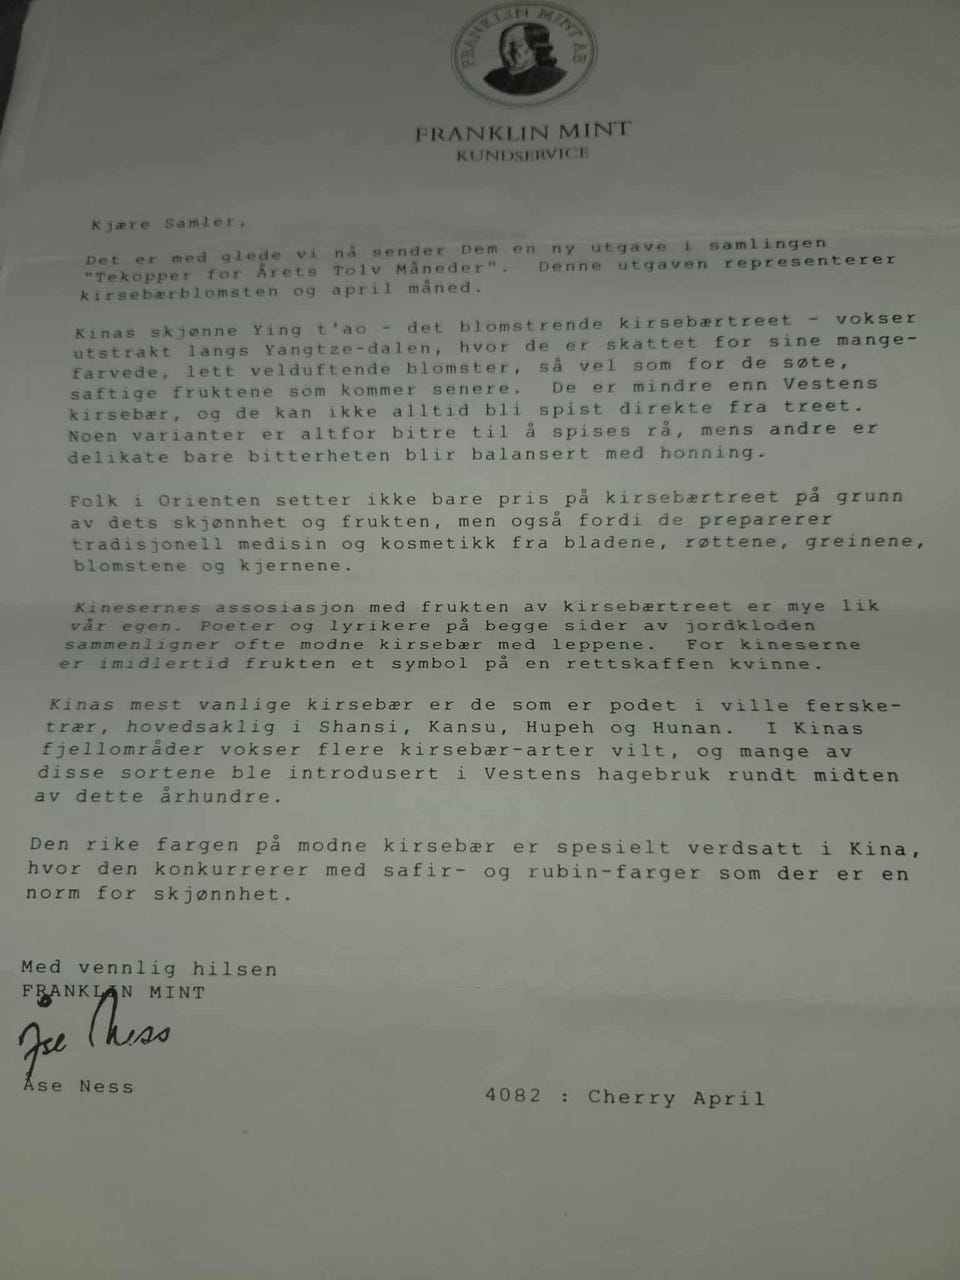 FRANKLIN MINT AB
FRANKLIN MINT
KUNDSERVICE
Kjære Samler,
Det er med glede vi nå sender Dem en ny utgave i samlingen
"Tekopper for Årets Tolv Måneder". Denne utgaven representerer
kirsebærblomsten og april måned.
Kinas skjønne Ying t'ao - det blomstrende kirsebærtreet - vokser
utstrakt langs Yangtze-dalen, hvor de er skattet for sine mange-
farvede, lett velduftende blomster, så vel som for de søte,
saftige fruktene som kommer senere. De er mindre enn Vestens
kirsebær, og de kan ikke alltid bli spist direkte fra treet.
Noen varianter er altfor bitre til å spises rå, mens andre er
delikate bare bitterheten blir balansert med honning.
Folk i Orienten setter ikke bare pris på kirsebærtreet på grunn
av dets skjønnhet og frukten, men også fordi de preparerer
tradisjonell medisin og kosmetikk fra bladene, røttene, greinene,
blomstene og kjernene.
Kinesernes assosiasjon med frukten av kirsebærtreet er mye lik
vår egen. Poeter og lyrikere på begge sider av jordkloden
sammenligner ofte modne kirsebær med leppene. For kineserne
er imidlertid frukten et symbol på en rettskaffen kvinne.
Kinas mest vanlige kirsebær er de som er podet i ville ferske-
trær, hovedsaklig i Shansi, Kansu, Hupeh og Hunan. I Kinas
fjellområder vokser flere kirsebær-arter vilt, og mange av
disse sortene ble introdusert i Vestens hagebruk rundt midten
av dette århundre.
Den rike fargen på modne kirsebær er spesielt verdsatt i Kina,
hvor den konkurrerer med safir- og rubin-farger som der er en
norm for skjønnhet.
Med vennlig hilsen
FRANKLIN MINT
Åse Ness
Åse Ness
4082 : Cherry April